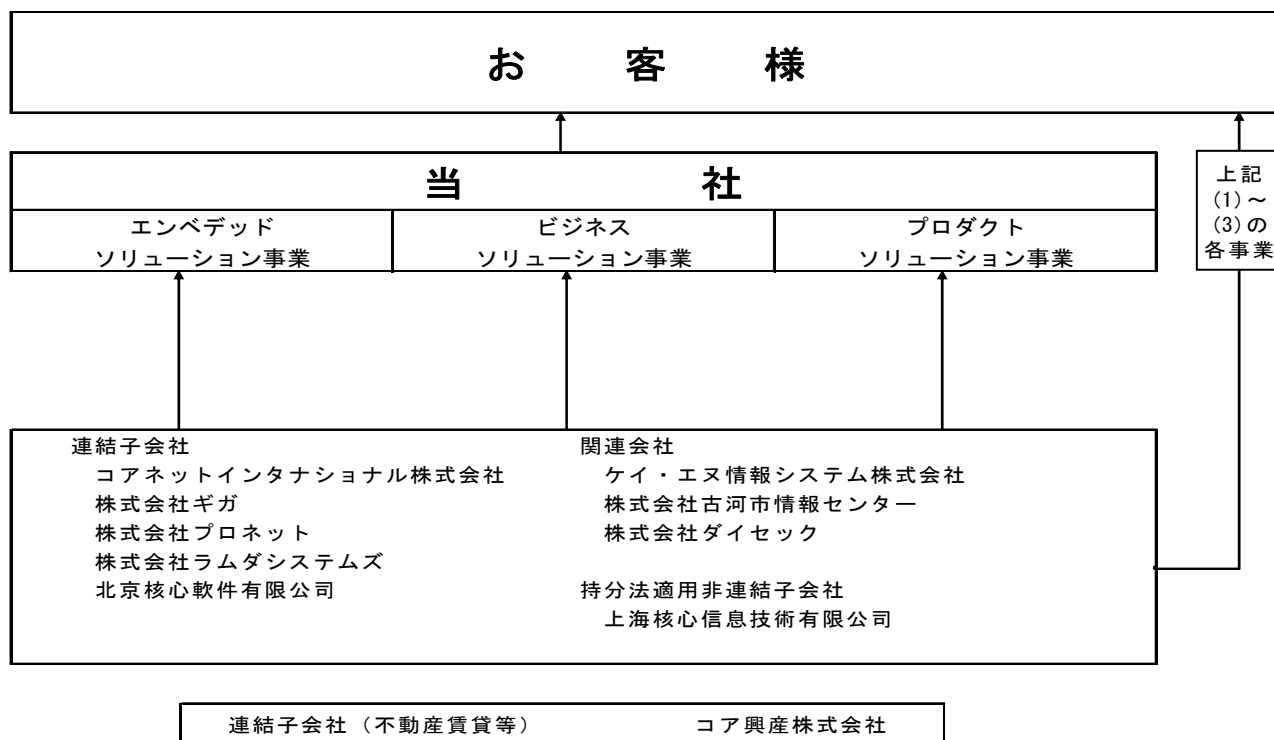 お客様
当社
エンベデッド
ソリューション事業
ビジネス
ソリューション事業
プロダクト
ソリューション事業
上記
(1)～
(3)の
各事業
連結子会社
コアネットインタナショナル株式会社
株式会社ギガ
株式会社プロネット
株式会社ラムダシステムズ
北京核心軟件有限公司
関連会社
ケイ・エヌ情報システム株式会社
株式会社古河市情報センター
株式会社ダイセック
持分法適用非連結子会社
上海核心信息技術有限公司
連結子会社（不動産賃貸等） コア興産株式会社